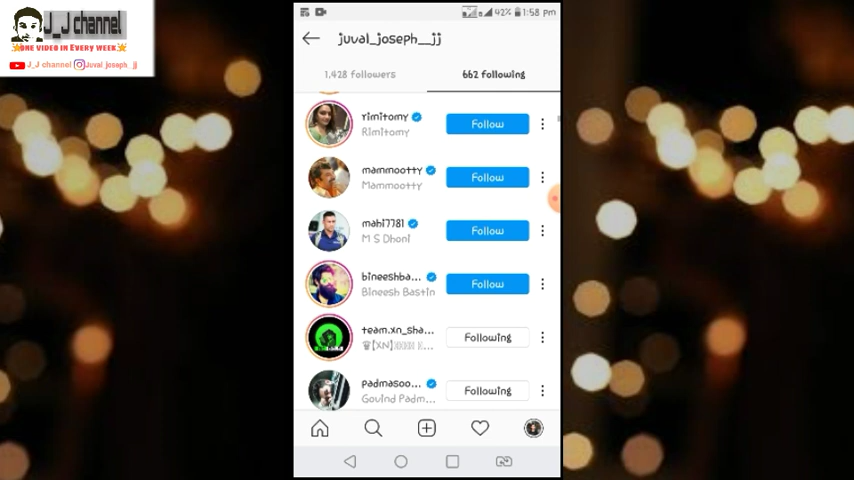 J_J channel
ONE VIDEO IN EVERY WEEK
J_J channel Juval joseph_jj
42% 1:58 pm
juval_joseph__jj
1,428 followers 662 following
rimitomy
Rimitomy
Follow
mammootty
Mammootty
Follow
mahi7781
M S Dhoni
Follow
bineeshba...
Bineesh Bastin
Follow
team.xn_sha...
Following
padmasoo...
Govind Padm...
Following